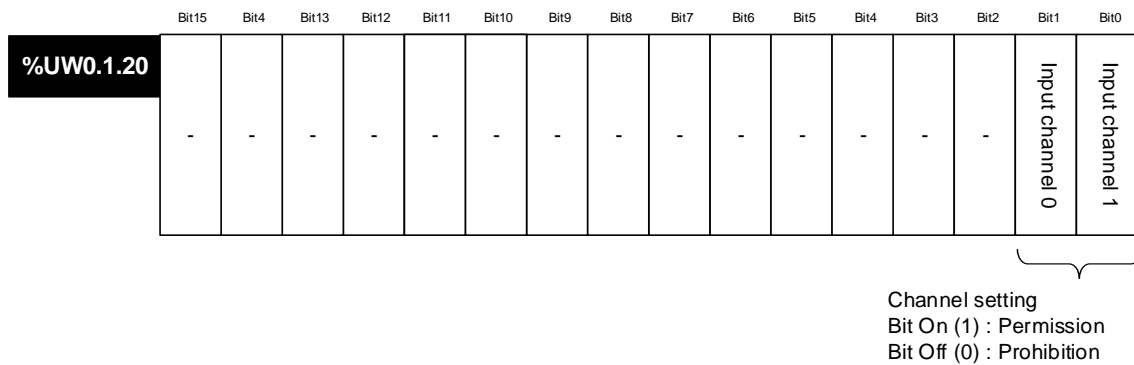 Bit15 Bit4 Bit13 Bit12 Bit11 Bit10 Bit9 Bit8 Bit7 Bit6 Bit5 Bit4 Bit3 Bit2 Bit1 Bit0
%UW0.1.20
- - - - - - - - - - - - - - Input channel 0 Input channel 1
Channel setting
Bit On (1) : Permission
Bit Off (0) : Prohibition